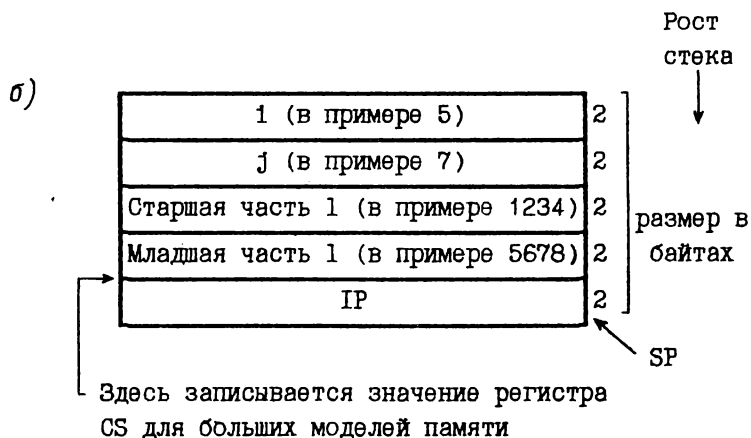 Рост
стека
б)
i (в примере 5) 2
j (в примере 7) 2
Старшая часть l (в примере 1234) 2
Младшая часть l (в примере 5678) 2
размер в
байтах
IP 2
SP
Здесь записывается значение регистра
CS для больших моделей памяти